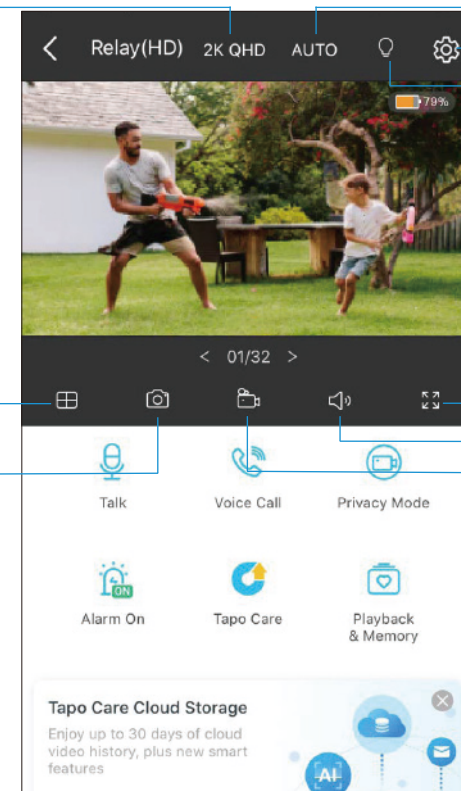 Relay(HD) 2K QHD AUTO
79%
< 01/32 >
Talk Voice Call Privacy Mode
ON
Alarm On Tapo Care Playback
& Memory
Tapo Care Cloud Storage
Enjoy up to 30 days of cloud
video history, plus new smart
features
AI